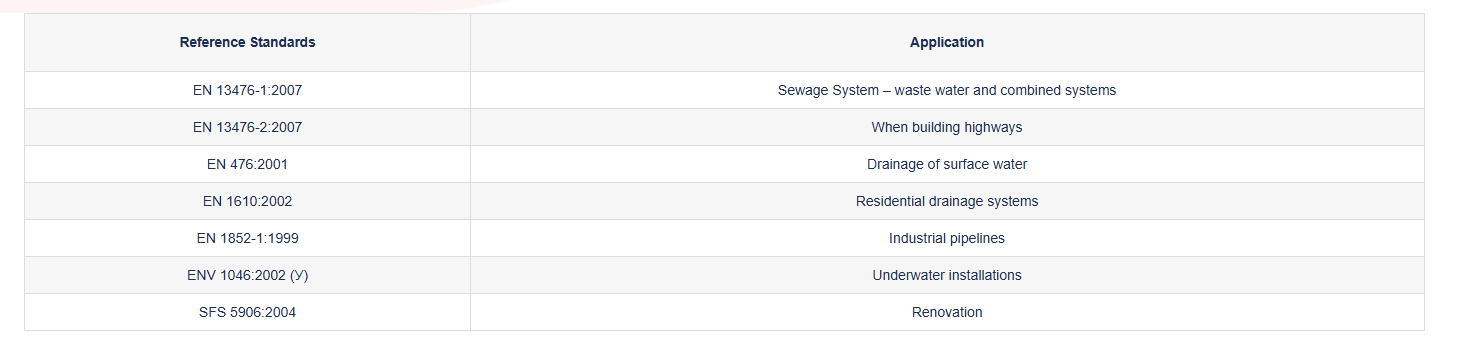 Reference Standards Application
EN 13476-1:2007 Sewage System – waste water and combined systems
EN 13476-2:2007 When building highways
EN 476:2001 Drainage of surface water
EN 1610:2002 Residential drainage systems
EN 1852-1:1999 Industrial pipelines
ENV 1046:2002 (У) Underwater installations
SFS 5906:2004 Renovation